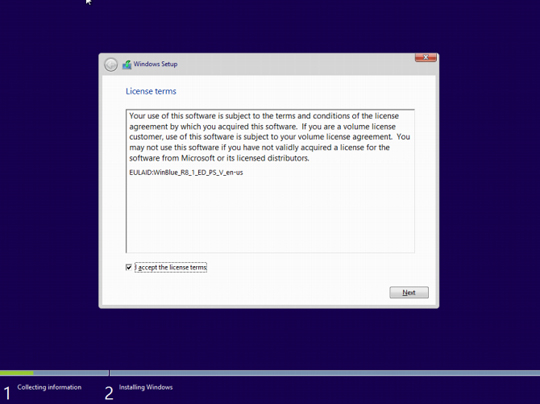 Windows Setup
License terms
Your use of this software is subject to the terms and conditions of the license
agreement by which you acquired this software.  If you are a volume license
customer, use of this software is subject to your volume license agreement.  You
may not use this software if you have not validly acquired a license for the
software from Microsoft or its licensed distributors.
EULAID:WinBlue_R8_1_ED_PS_V_en-us
I accept the license terms
Next
1 Collecting information
2 Installing Windows